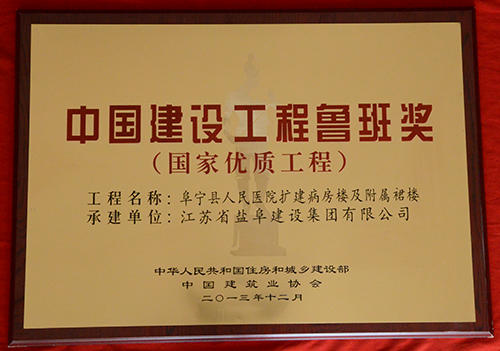 中国建设工程鲁班奖
（国家优质工程）
工程名称：阜宁县人民医院扩建病房楼及附属裙楼
承建单位：江苏省盐阜建设集团有限公司
中华人民共和国住房和城乡建设部
中国建筑业协会
二〇一三年十二月